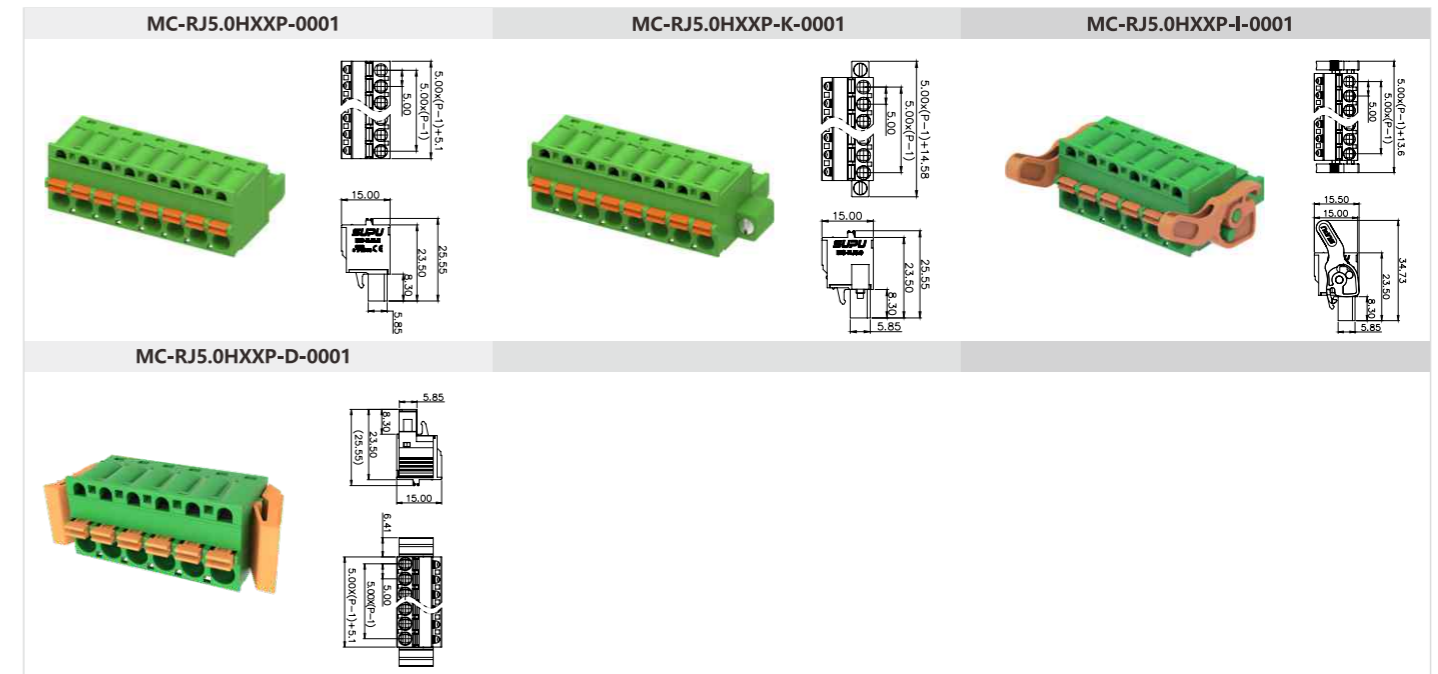 MC-RJ5.0HXXP-0001
MC-RJ5.0HXXP-K-0001
MC-RJ5.0HXXP-I-0001
5.00
5.00x(P-1)
5.00x(P-1)+5.1
15.00
SUPU
8.30
23.50
25.55
5.85
5.00
5.00x(P-1)
5.00x(P-1)+14.58
15.00
SUPU
8.30
23.50
25.55
5.85
5.00
5.00x(P-1)
5.00x(P-1)+13.6
15.50
15.00
8.30
23.50
34.73
5.85
MC-RJ5.0HXXP-D-0001
5.85
8.30
23.50
(25.55)
15.00
6.41
5.00
5.00X(P-1)
5.00X(P-1)+5.1